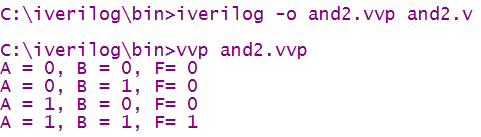 C:\iverilog\bin>iverilog -o and2.vvp and2.v
C:\iverilog\bin>vvp and2.vvp
A = 0, B = 0, F= 0
A = 0, B = 1, F= 0
A = 1, B = 0, F= 0
A = 1, B = 1, F= 1